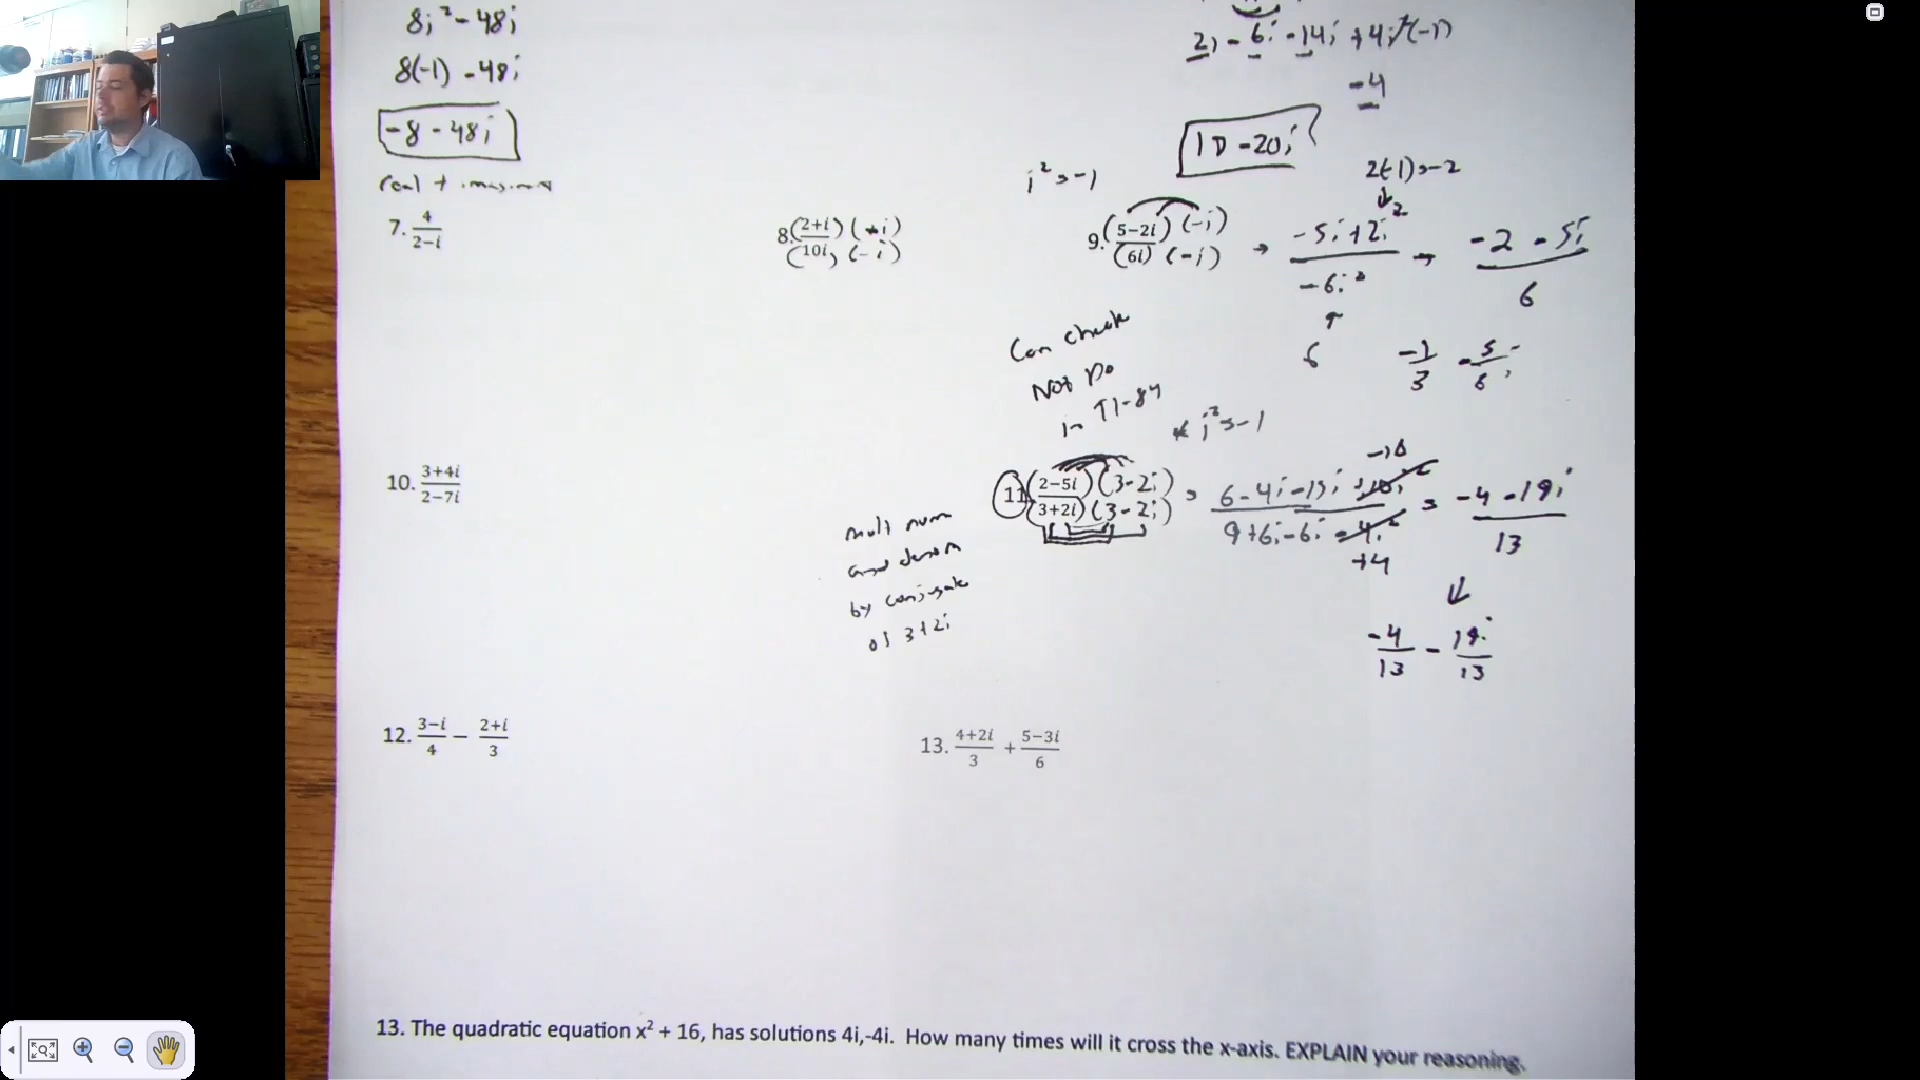 8i² - 48i
8(-1) - 48i
-8 - 48i
real +
21 - 6i - 14i + 4i² (-1)
-4
10 - 20i
i² = -1
2(-1) = -2
7. 4/(2−i)
8. (2+i)(-i) / (10i)(-i)
9. (5−2i)(-i) / (6i)(-i) → (-5i + 2i²) / (-6i²) → (-2 - 5i) / 6
6
-1/3 - 5/6 i
Can check
Not Do
in TI-84
* i² = -1
10. (3+4i)/(2−7i)
11. (2−5i)(3-2i) / (3+2i)(3-2i) = (6 - 4i - 15i + 10i²) / (9 + 6i - 6i - 4i²) = (-4 - 19i) / 13
-10
+4
mult num
and denom
by conjugate
of 3+2i
-4/13 - 19i/13
12. (3−i)/4 − (2+i)/3
13. (4+2i)/3 + (5−3i)/6
13. The quadratic equation x² + 16, has solutions 4i,-4i. How many times will it cross the x-axis. EXPLAIN your reasoning.